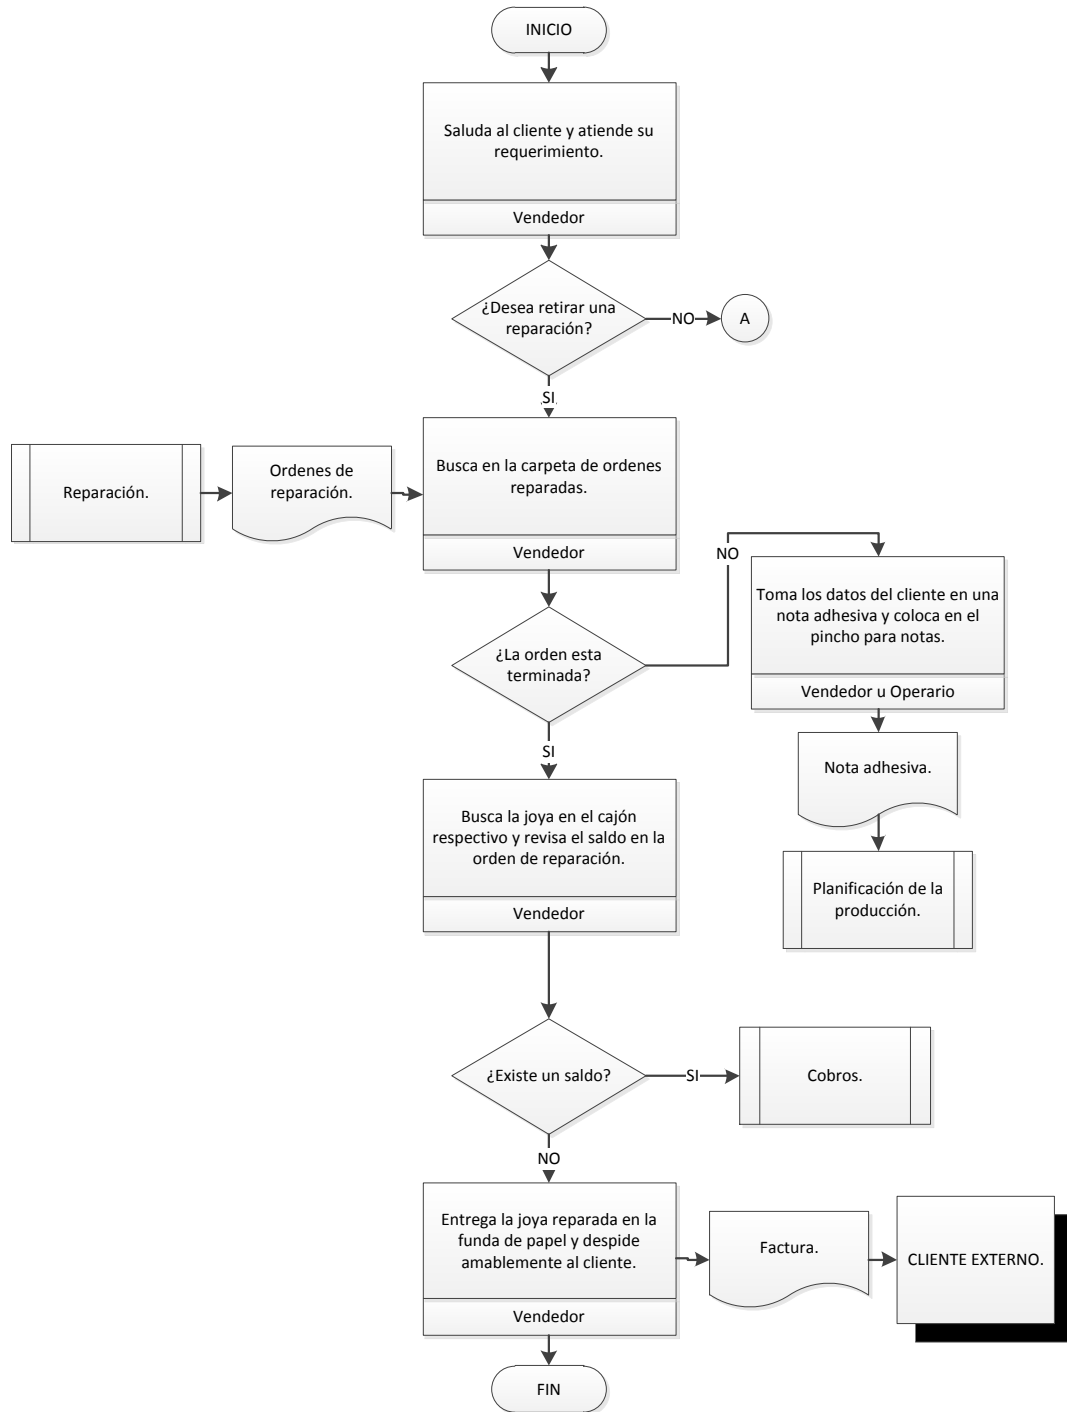 INICIO
Saluda al cliente y atiende su
requerimiento.
Vendedor
¿Desea retirar una
reparación?
NO
A
SI
Reparación.
Ordenes de
reparación.
Busca en la carpeta de ordenes
reparadas.
Vendedor
NO
Toma los datos del cliente en una
nota adhesiva y coloca en el
pincho para notas.
Vendedor u Operario
¿La orden esta
terminada?
SI
Nota adhesiva.
Busca la joya en el cajón
respectivo y revisa el saldo en la
orden de reparación.
Vendedor
Planificación de la
producción.
¿Existe un saldo?
SI
Cobros.
NO
Entrega la joya reparada en la
funda de papel y despide
amablemente al cliente.
Vendedor
Factura.
CLIENTE EXTERNO.
FIN